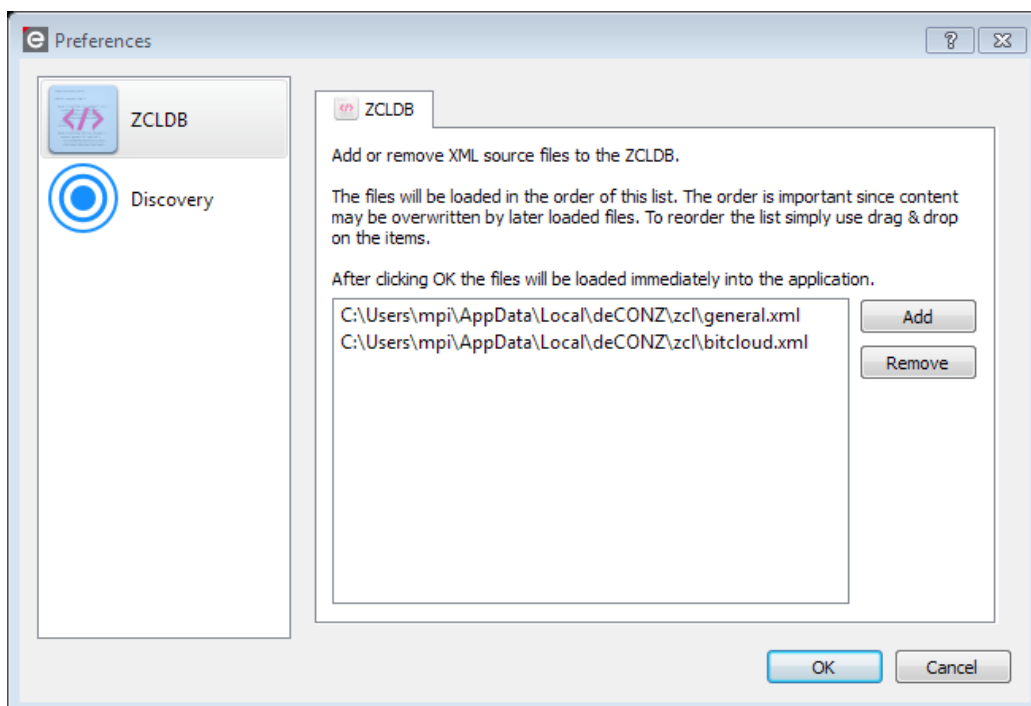 Preferences
ZCLDB
Discovery
ZCLDB
Add or remove XML source files to the ZCLDB.
The files will be loaded in the order of this list. The order is important since content
may be overwritten by later loaded files. To reorder the list simply use drag & drop
on the items.
After clicking OK the files will be loaded immediately into the application.
C:\Users\mpi\AppData\Local\deCONZ\zcl\general.xml
C:\Users\mpi\AppData\Local\deCONZ\zcl\bitcloud.xml
Add
Remove
OK
Cancel